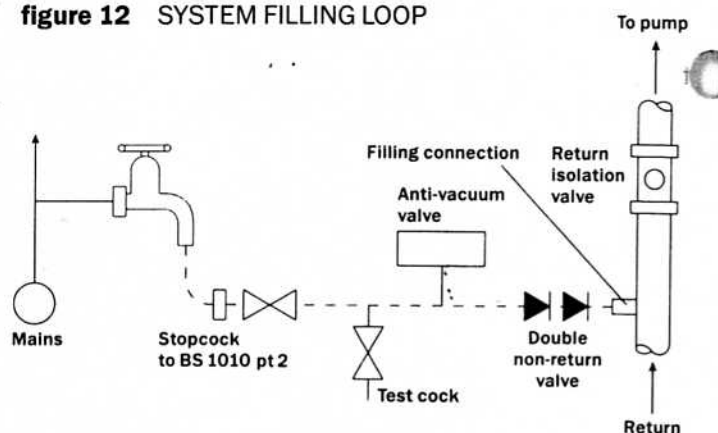 figure 12 SYSTEM FILLING LOOP
To pump
Filling connection
Return
isolation
valve
Anti-vacuum
valve
Mains
Stopcock
to BS 1010 pt 2
Test cock
Double
non-return
valve
Return